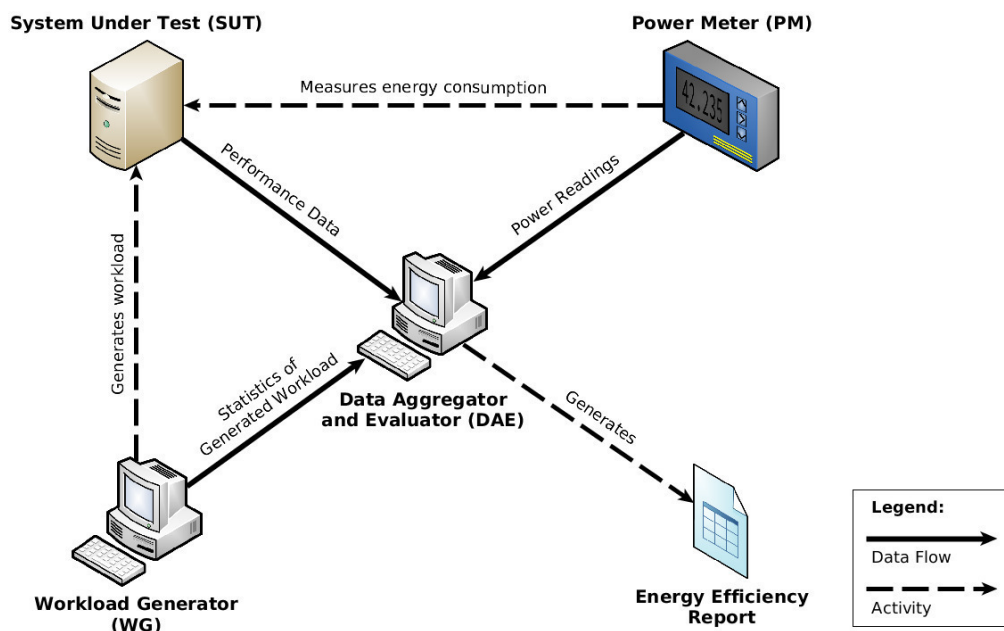 System Under Test (SUT)
Power Meter (PM)
Measures energy consumption
42.235
Performance Data
Power Readings
Generates workload
Statistics of
Generated Workload
Data Aggregator
and Evaluator (DAE)
Generates
Workload Generator
(WG)
Energy Efficiency
Report
Legend:
Data Flow
Activity